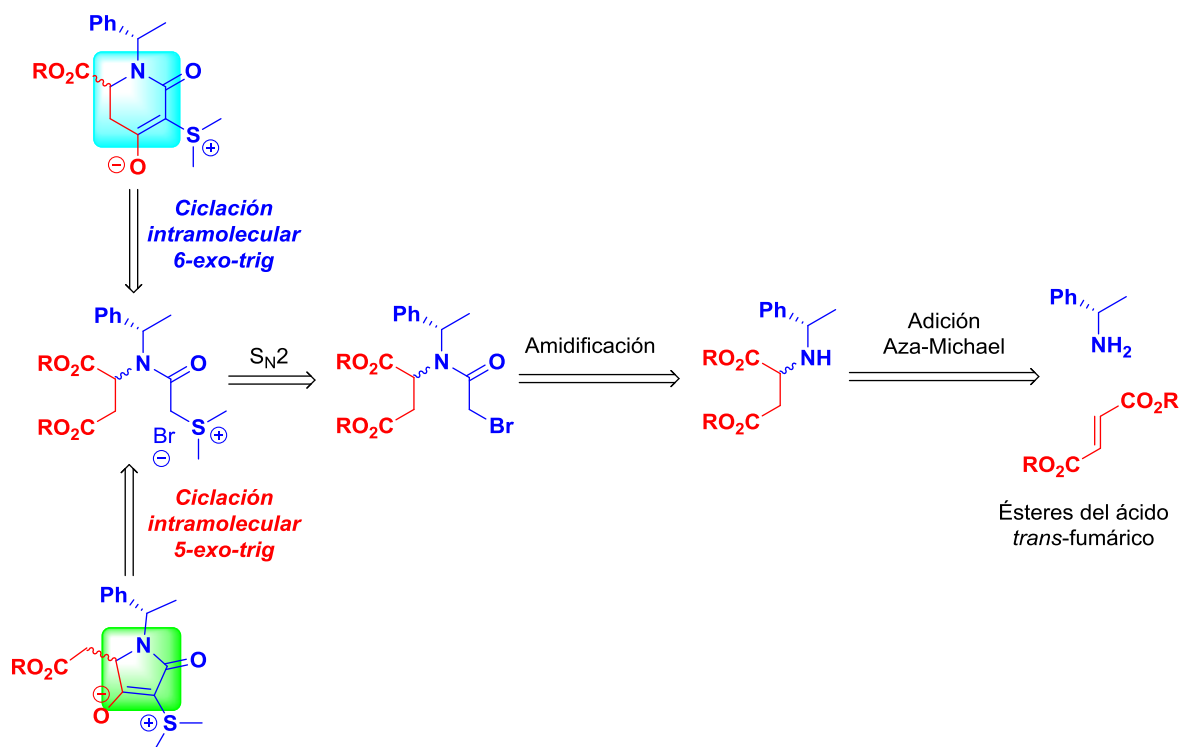 Ph
RO₂C
N
O
S
⊕
⊖
O
Ciclación
intramolecular
6-exo-trig
Ph
RO₂C
N
O
RO₂C
Br
⊖
S
⊕
S_N2
Ph
RO₂C
N
O
RO₂C
Br
Amidificación
Ph
RO₂C
NH
RO₂C
Adición
Aza-Michael
Ph
NH₂
CO₂R
RO₂C
Ésteres del ácido
trans-fumárico
Ciclación
intramolecular
5-exo-trig
Ph
RO₂C
N
O
⊖
O
⊕
S